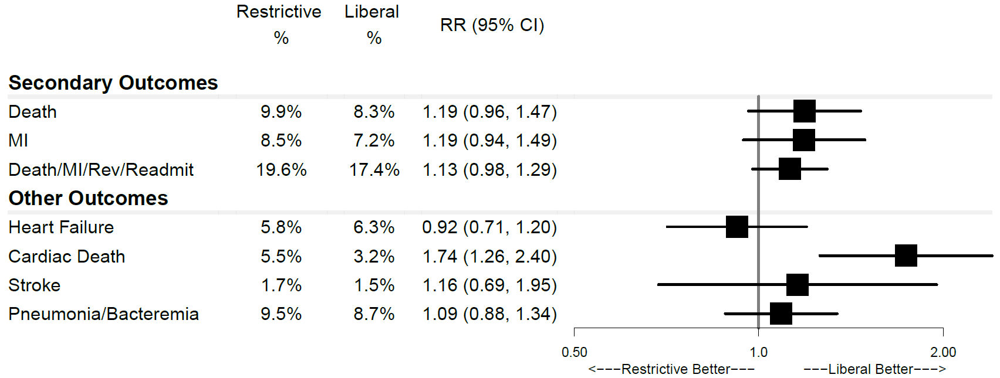 Restrictive Liberal RR (95% CI)
% %
Secondary Outcomes
Death 9.9% 8.3% 1.19 (0.96, 1.47)
MI 8.5% 7.2% 1.19 (0.94, 1.49)
Death/MI/Rev/Readmit 19.6% 17.4% 1.13 (0.98, 1.29)
Other Outcomes
Heart Failure 5.8% 6.3% 0.92 (0.71, 1.20)
Cardiac Death 5.5% 3.2% 1.74 (1.26, 2.40)
Stroke 1.7% 1.5% 1.16 (0.69, 1.95)
Pneumonia/Bacteremia 9.5% 8.7% 1.09 (0.88, 1.34)
0.50 1.0 2.00
<---Restrictive Better--- ---Liberal Better--->